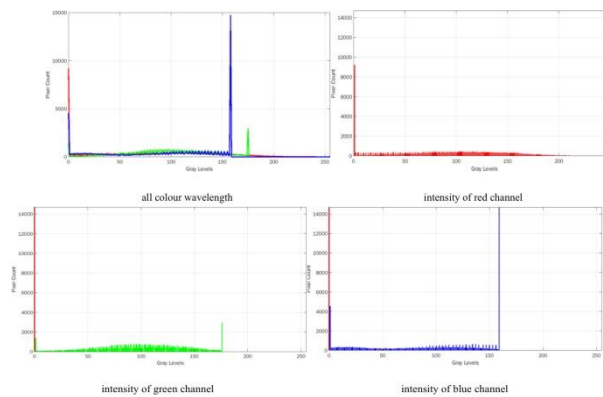 15000
10000
5000
0
Pixel Count
0 50 100 150 200 250
Gray Levels
all colour wavelength
14000
12000
10000
8000
6000
4000
2000
0
Pixel Count
0 50 100 150 200
Gray Levels
intensity of red channel
14000
12000
10000
8000
6000
4000
2000
0
Pixel Count
0 50 100 150 200 250
Gray Levels
intensity of green channel
14000
12000
10000
8000
6000
4000
2000
0
Pixel Count
0 50 100 150 200 250
Gray Levels
intensity of blue channel